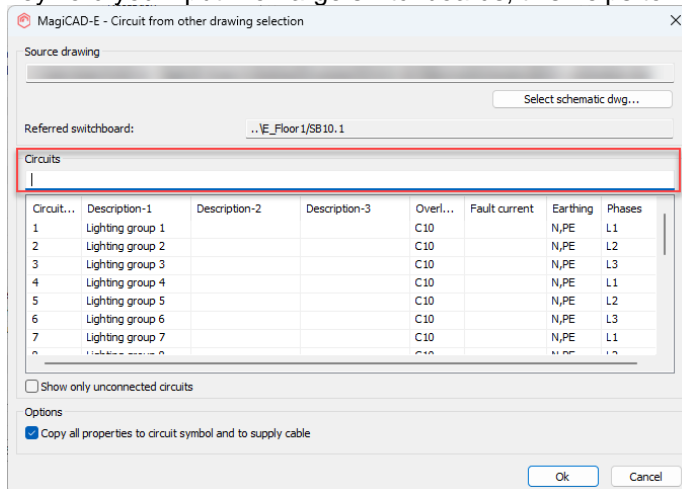 MagiCAD-E - Circuit from other drawing selection
Source drawing
Select schematic dwg...
Referred switchboard: ..\E_Floor1/SB10.1
Circuits
Circuit... Description-1 Description-2 Description-3 Overl... Fault current Earthing Phases
1 Lighting group 1 C10 N,PE L1
2 Lighting group 2 C10 N,PE L2
3 Lighting group 3 C10 N,PE L3
4 Lighting group 4 C10 N,PE L1
5 Lighting group 5 C10 N,PE L2
6 Lighting group 6 C10 N,PE L3
7 Lighting group 7 C10 N,PE L1
Show only unconnected circuits
Options
Copy all properties to circuit symbol and to supply cable
Ok Cancel